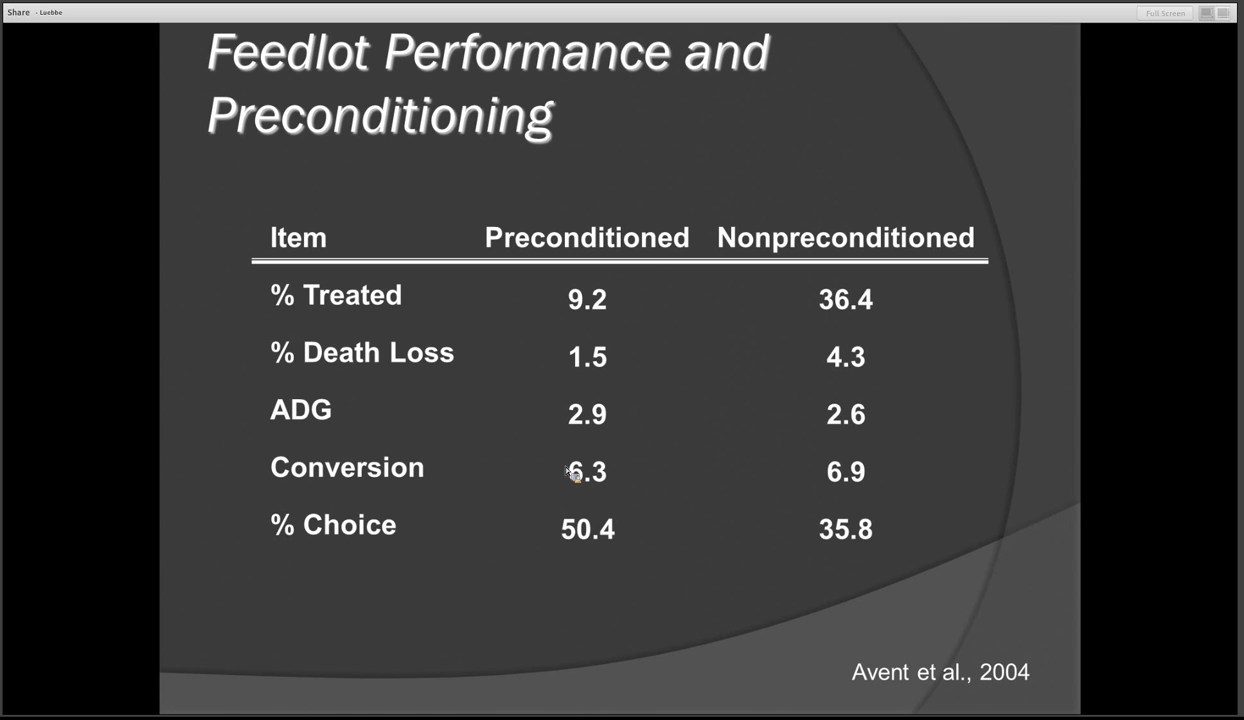 Share - Luebbe
Full Screen
Feedlot Performance and
Preconditioning
Item Preconditioned Nonpreconditioned
% Treated 9.2 36.4
% Death Loss 1.5 4.3
ADG 2.9 2.6
Conversion 6.3 6.9
% Choice 50.4 35.8
Avent et al., 2004